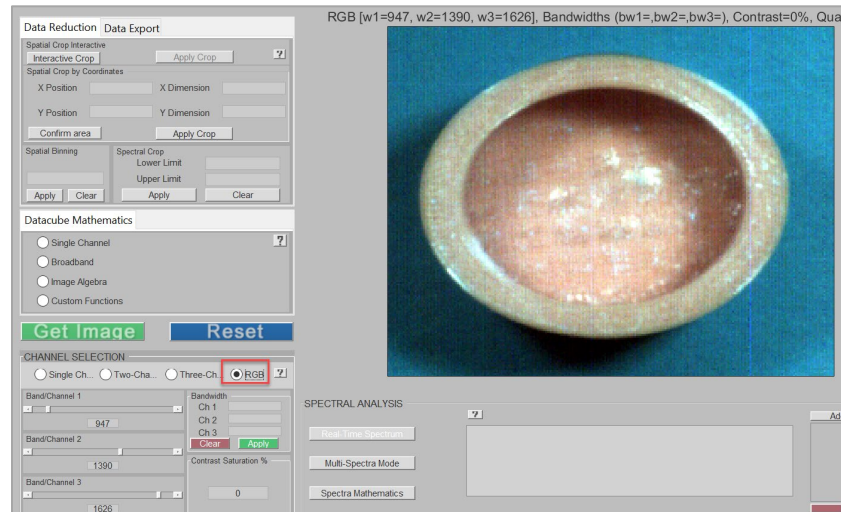 RGB [w1=947, w2=1390, w3=1626], Bandwidths (bw1=,bw2=,bw3=), Contrast=0%, Qua
Data Reduction Data Export
Spatial Crop Interactive
Interactive Crop Apply Crop ?
Spatial Crop by Coordinates
X Position X Dimension
Y Position Y Dimension
Confirm area Apply Crop
Spatial Binning Spectral Crop
Lower Limit
Upper Limit
Apply Clear Apply Clear
Datacube Mathematics
Single Channel ?
Broadband
Image Algebra
Custom Functions
Get Image Reset
CHANNEL SELECTION
Single Ch... Two-Cha... Three-Ch... RGB ?
Band/Channel 1 Bandwidth
Ch 1
947 Ch 2
Ch 3
Band/Channel 2 Clear Apply
1390 Contrast Saturation %
Band/Channel 3
0
1626
SPECTRAL ANALYSIS
? Ad
Real-Time Spectrum
Multi-Spectra Mode
Spectra Mathematics